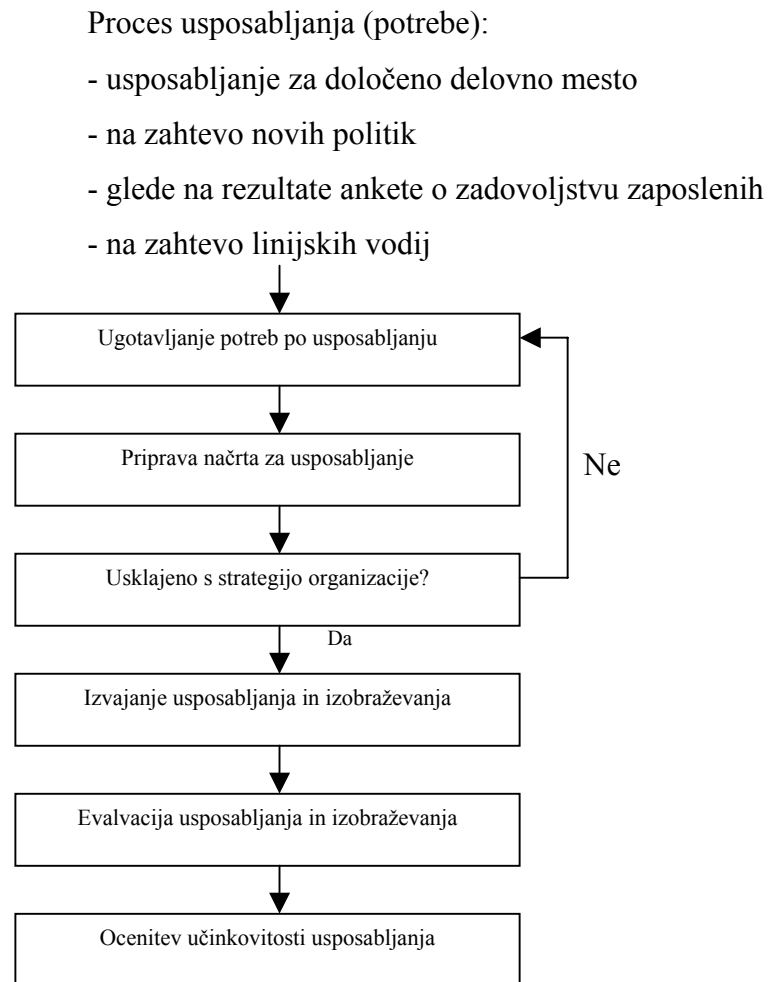 Proces usposabljanja (potrebe):
- usposabljanje za določeno delovno mesto
- na zahtevo novih politik
- glede na rezultate ankete o zadovoljstvu zaposlenih
- na zahtevo linijskih vodij
Ugotavljanje potreb po usposabljanju
Priprava načrta za usposabljanje
Ne
Usklajeno s strategijo organizacije?
Da
Izvajanje usposabljanja in izobraževanja
Evalvacija usposabljanja in izobraževanja
Ocenitev učinkovitosti usposabljanja